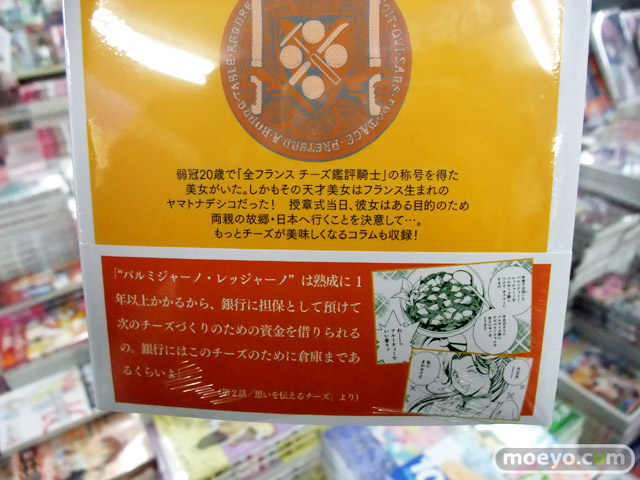 弱冠20歳で「全フランス チーズ鑑評騎士」の称号を得た
美女がいた。しかもその天才美女はフランス生まれの
ヤマトナデシコだった！ 授章式当日、彼女はある目的のため
両親の故郷・日本へ行くことを決意して…。
もっとチーズが美味しくなるコラムも収録！
「“パルミジャーノ・レッジャーノ”は熟成に1
年以上かかるから、銀行に担保として預けて
次のチーズづくりのための資金を借りられる
の。銀行にはこのチーズのために倉庫まであ
るくらいよ」
（第2話／思いを伝えるチーズ より）
moeyo.com